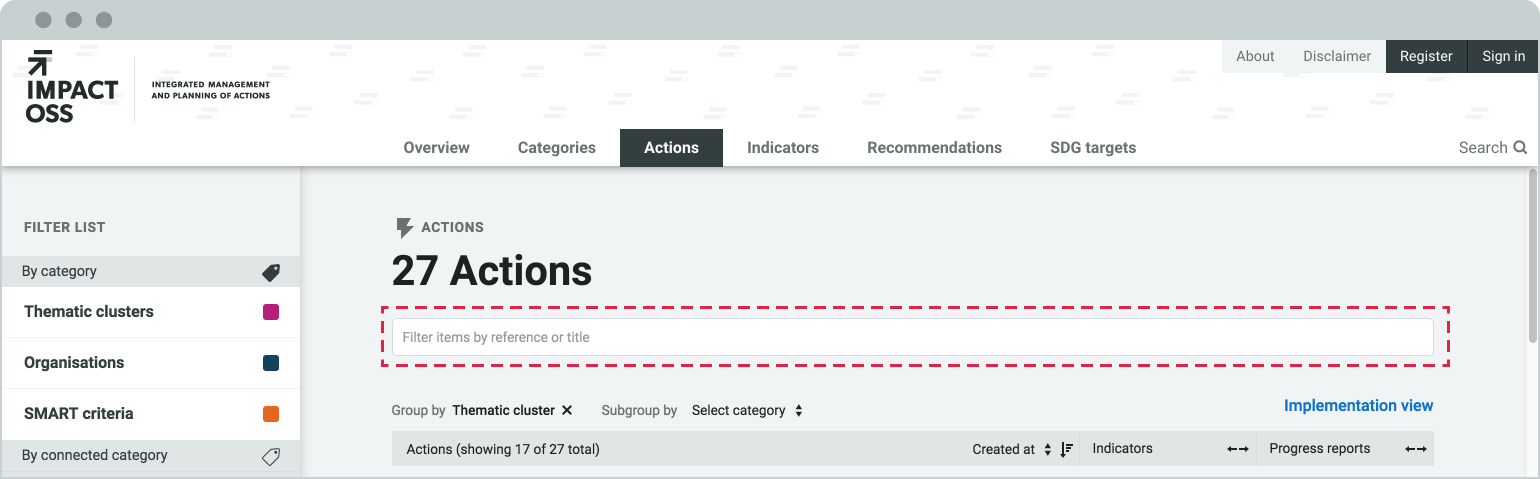 About Disclaimer Register Sign in
IMPACT
OSS
INTEGRATED MANAGEMENT
AND PLANNING OF ACTIONS
Overview Categories Actions Indicators Recommendations SDG targets Search
FILTER LIST
By category
Thematic clusters
Organisations
SMART criteria
By connected category
ACTIONS
27 Actions
Filter items by reference or title
Group by Thematic cluster Subgroup by Select category
Implementation view
Actions (showing 17 of 27 total) Created at Indicators Progress reports